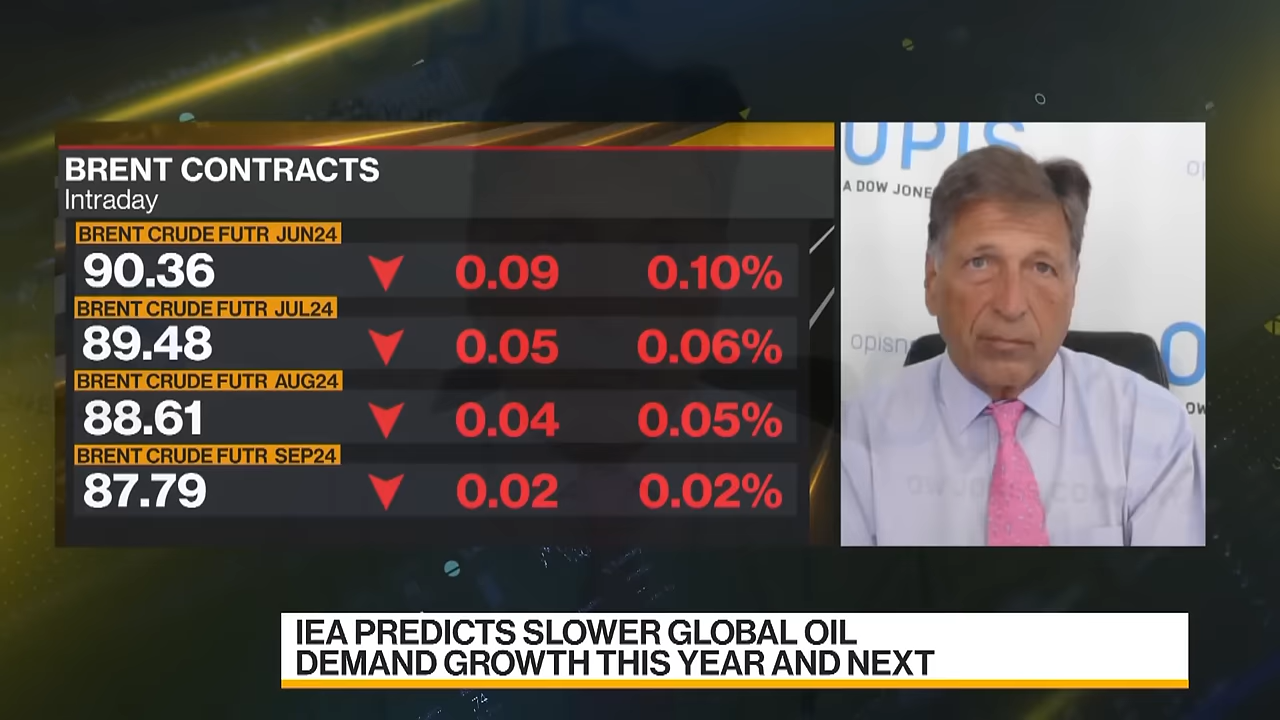 BRENT CONTRACTS
Intraday
BRENT CRUDE FUTR JUN24
90.36 0.09 0.10%
BRENT CRUDE FUTR JUL24
89.48 0.05 0.06%
BRENT CRUDE FUTR AUG24
88.61 0.04 0.05%
BRENT CRUDE FUTR SEP24
87.79 0.02 0.02%
OPIS
A DOW JONE
opisn
IEA PREDICTS SLOWER GLOBAL OIL
DEMAND GROWTH THIS YEAR AND NEXT